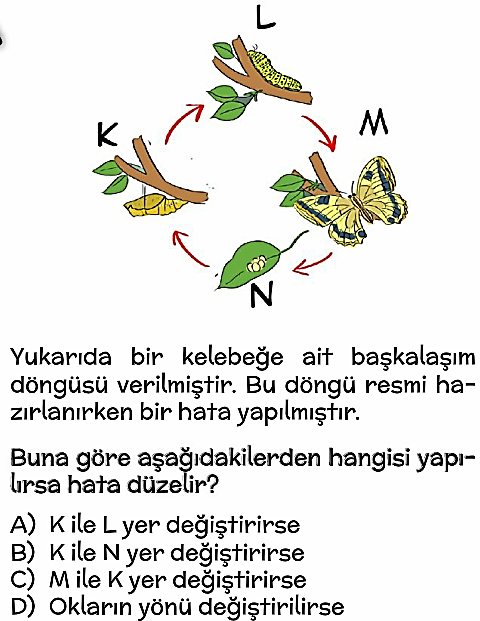 L
M
K
N
Yukarıda bir kelebeğe ait başkalaşım
döngüsü verilmiştir. Bu döngü resmi ha-
zırlanırken bir hata yapılmıştır.
Buna göre aşağıdakilerden hangisi yapı-
lırsa hata düzelir?
A) K ile L yer değiştirirse
B) K ile N yer değiştirirse
C) M ile K yer değiştirirse
D) Okların yönü değiştirilirse